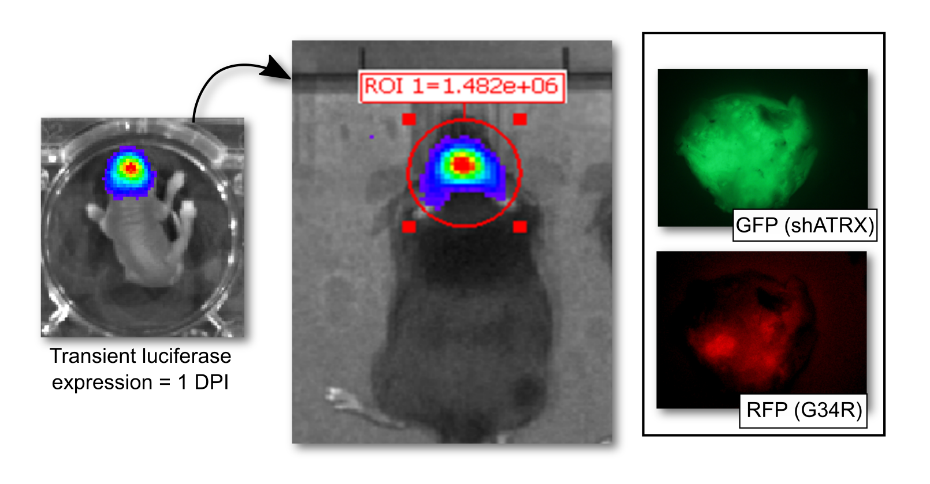 ROI 1=1.482e+06
GFP (shATRX)
Transient luciferase
expression = 1 DPI
RFP (G34R)